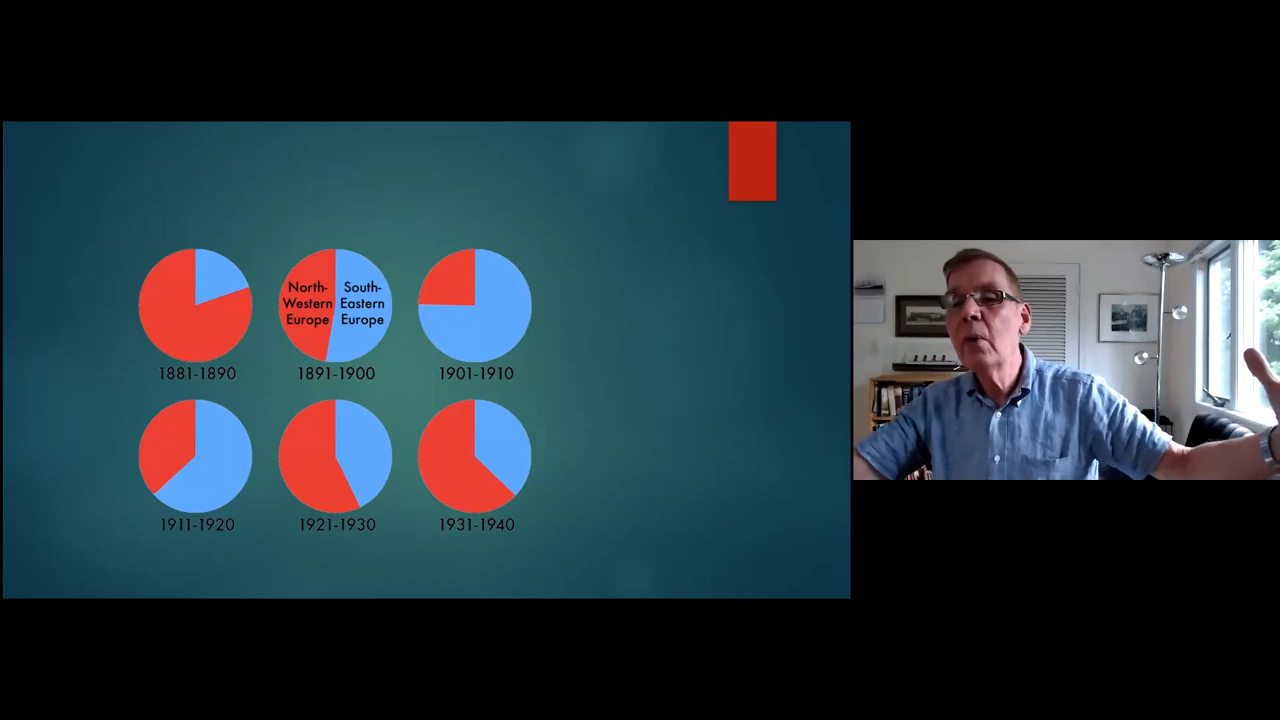 North-
Western
Europe
South-
Eastern
Europe
1881-1890
1891-1900
1901-1910
1911-1920
1921-1930
1931-1940